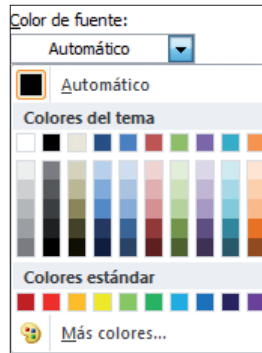 Color de fuente:
Automático
Automático
Colores del tema
Colores estándar
Más colores...